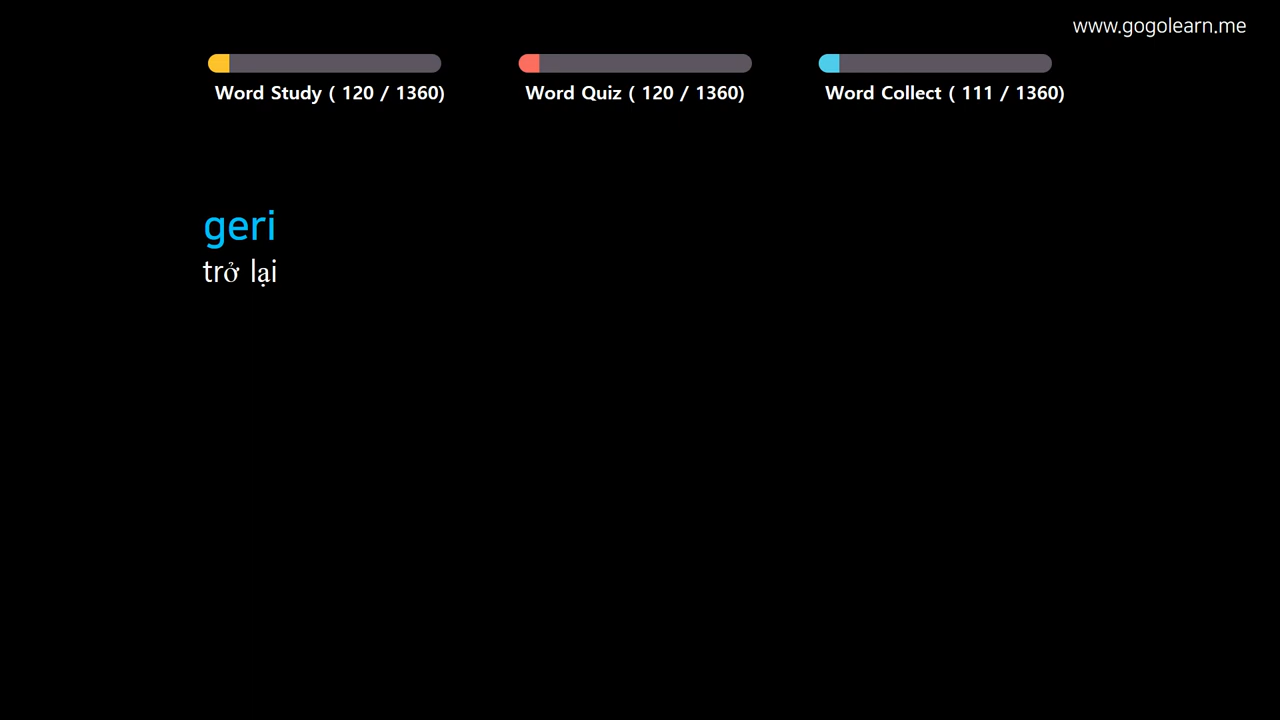 www.gogolearn.me
Word Study ( 120 / 1360)
Word Quiz ( 120 / 1360)
Word Collect ( 111 / 1360)
geri
trở lại